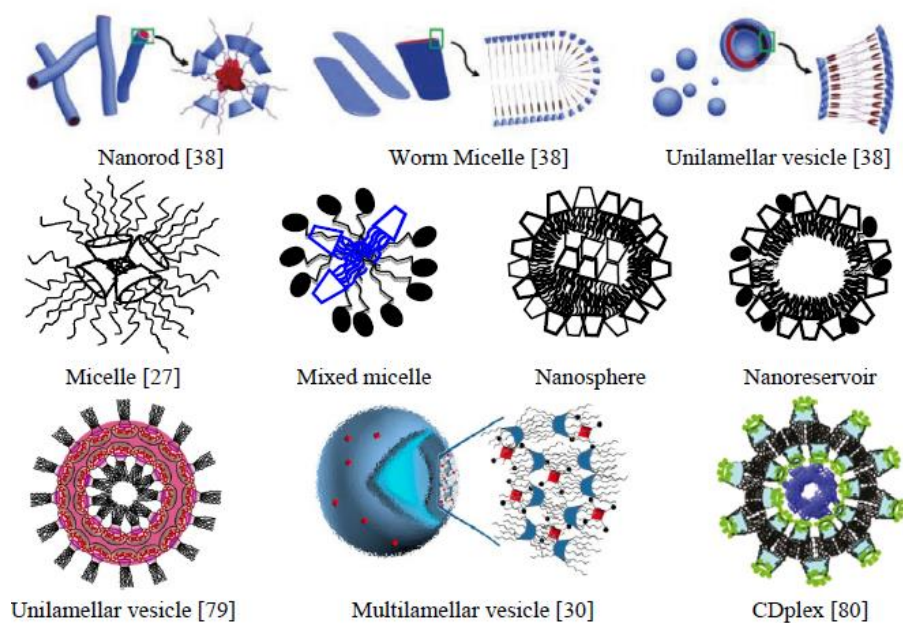 Nanorod [38] Worm Micelle [38] Unilamellar vesicle [38]
Micelle [27] Mixed micelle Nanosphere Nanoreservoir
Unilamellar vesicle [79] Multilamellar vesicle [30] CDplex [80]